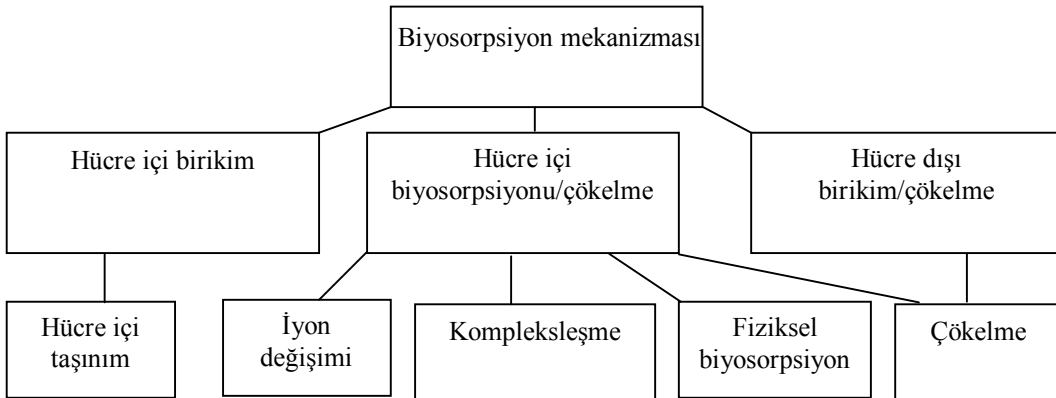 Biyosorpsiyon mekanizması
Hücre içi birikim
Hücre içi
biyosorpsiyonu/çökelme
Hücre dışı
birikim/çökelme
Hücre içi
taşınım
İyon
değişimi
Kompleksleşme
Fiziksel
biyosorpsiyon
Çökelme